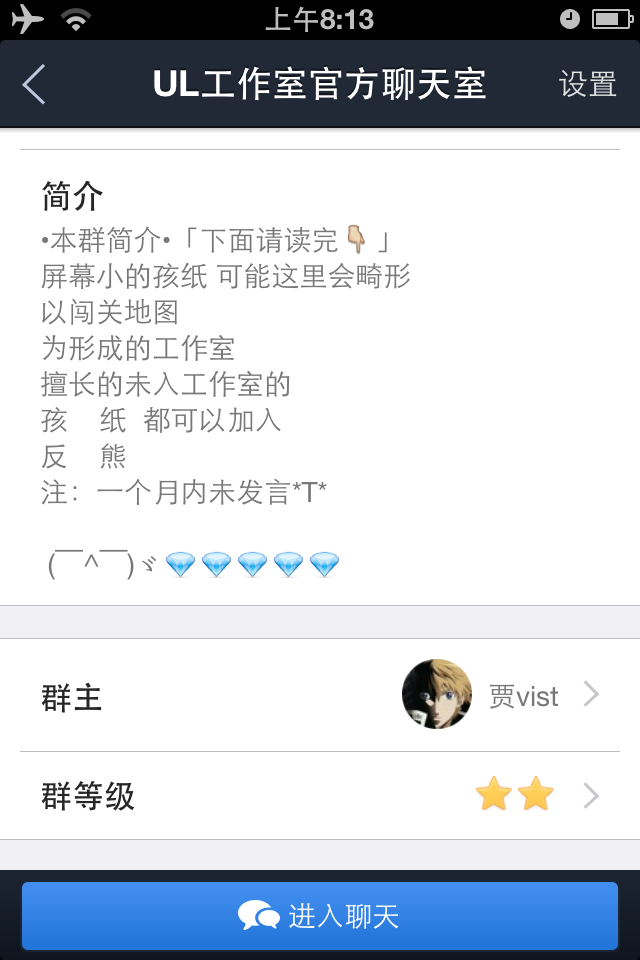 上午8:13
UL工作室官方聊天室
设置
简介
•本群简介•「下面请读完👇」
屏幕小的孩纸 可能这里会畸形
以闯关地图
为形成的工作室
擅长的未入工作室的
孩 纸 都可以加入
反 熊
注：一个月内未发言*T*
(￣^￣)ゞ💎💎💎💎💎
群主
贾vist
群等级
进入聊天